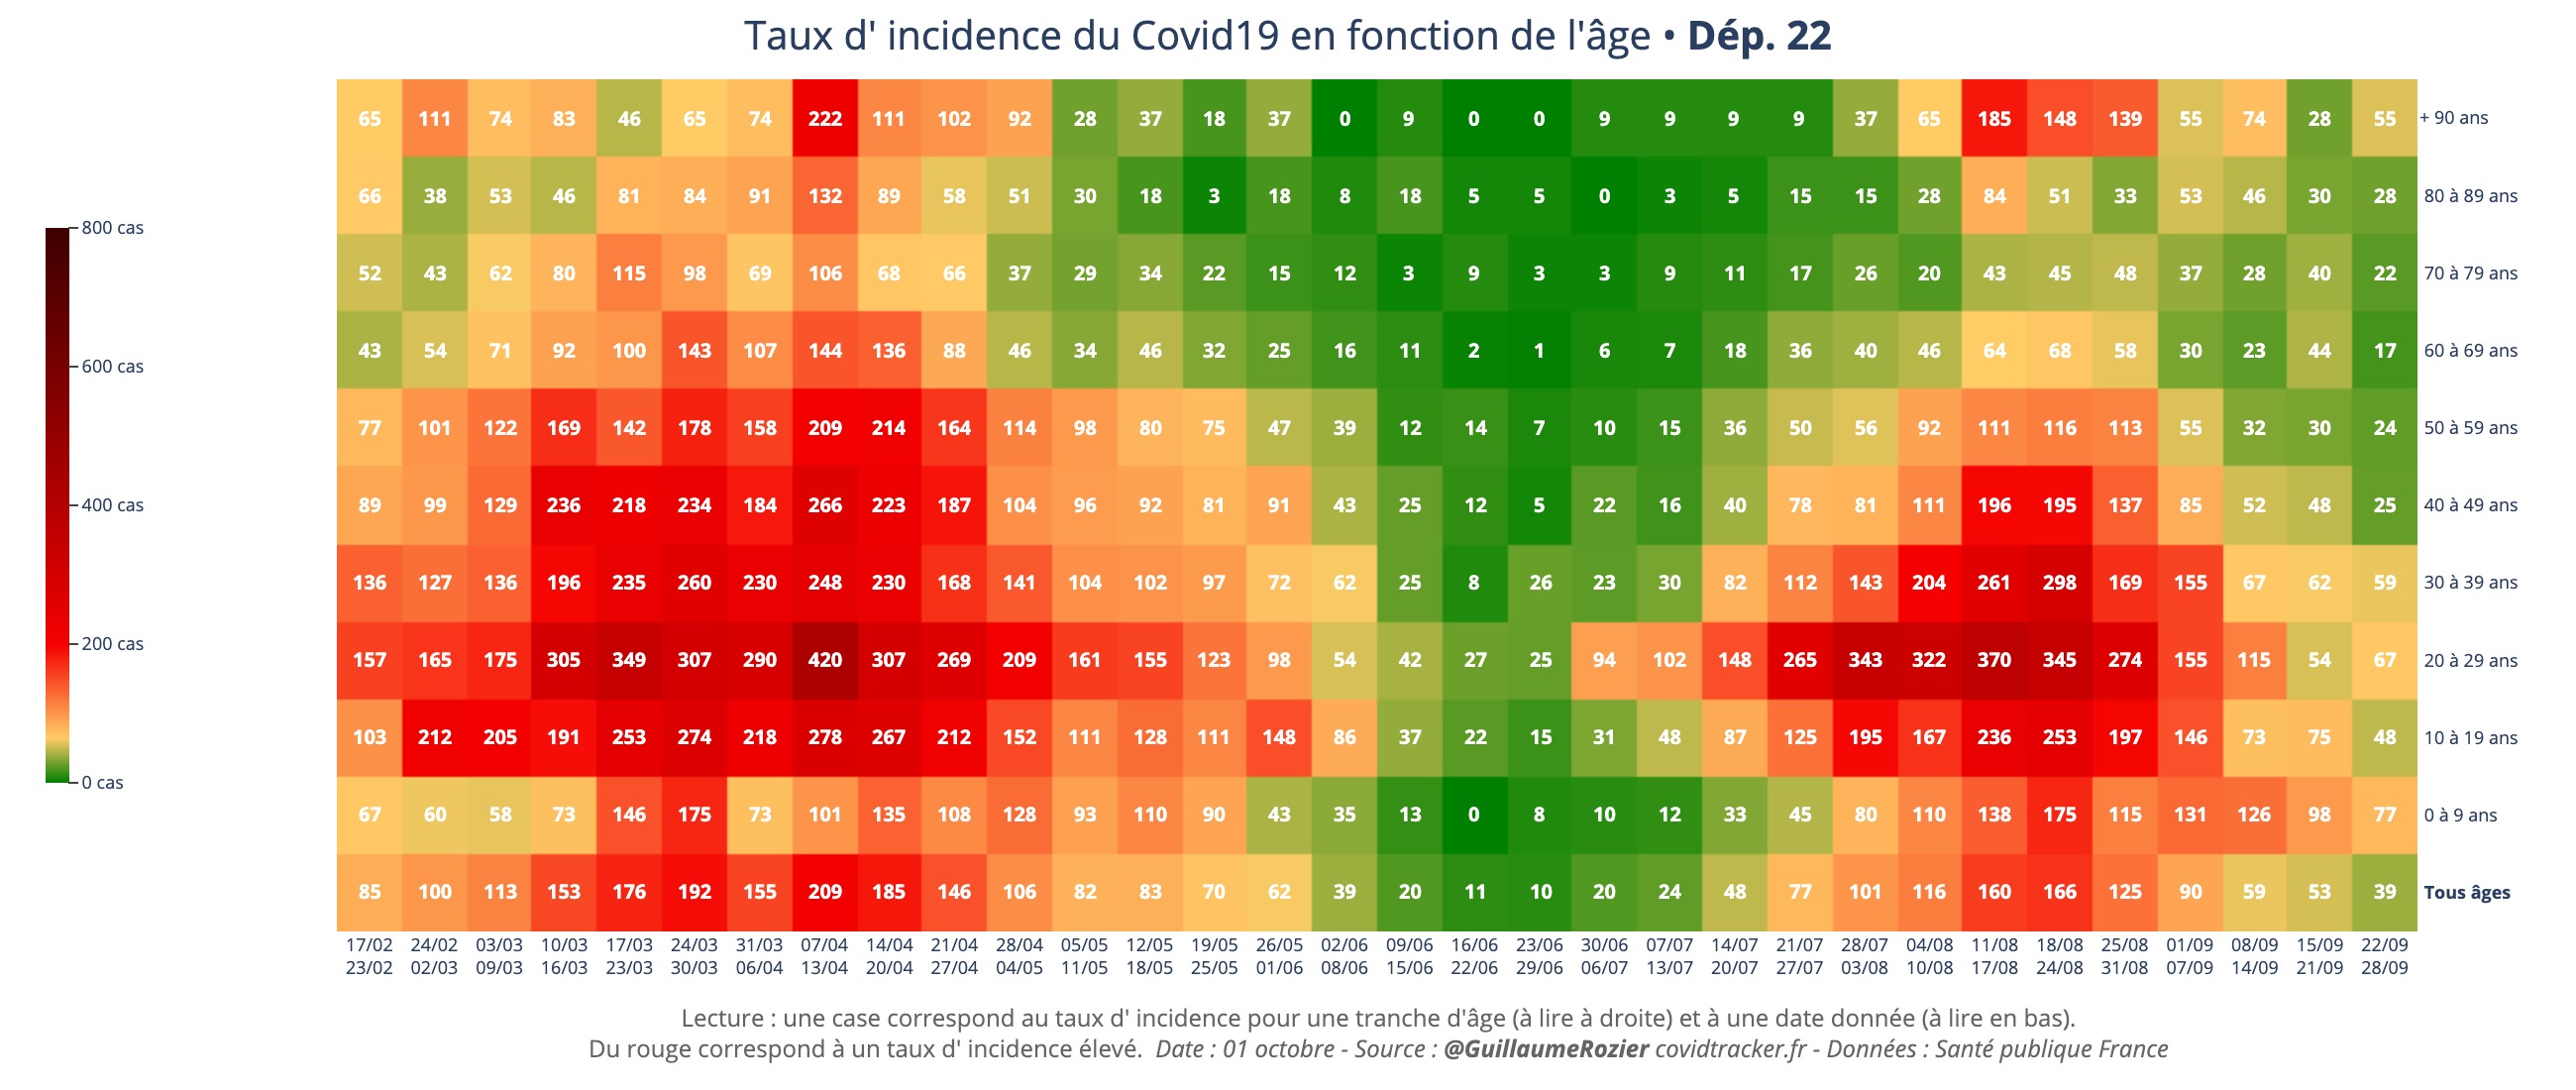 Taux d' incidence du Covid19 en fonction de l'âge • Dép. 22
800 cas
600 cas
400 cas
200 cas
0 cas
65 111 74 83 46 65 74 222 111 102 92 28 37 18 37 0 9 0 0 9 9 9 9 37 65 185 148 139 55 74 28 55 + 90 ans
66 38 53 46 81 84 91 132 89 58 51 30 18 3 18 8 18 5 5 0 3 5 15 15 28 84 51 33 53 46 30 28 80 à 89 ans
52 43 62 80 115 98 69 106 68 66 37 29 34 22 15 12 3 9 3 3 9 11 17 26 20 43 45 48 37 28 40 22 70 à 79 ans
43 54 71 92 100 143 107 144 136 88 46 34 46 32 25 16 11 2 1 6 7 18 36 40 46 64 68 58 30 23 44 17 60 à 69 ans
77 101 122 169 142 178 158 209 214 164 114 98 80 75 47 39 12 14 7 10 15 36 50 56 92 111 116 113 55 32 30 24 50 à 59 ans
89 99 129 236 218 234 184 266 223 187 104 96 92 81 91 43 25 12 5 22 16 40 78 81 111 196 195 137 85 52 48 25 40 à 49 ans
136 127 136 196 235 260 230 248 230 168 141 104 102 97 72 62 25 8 26 23 30 82 112 143 204 261 298 169 155 67 62 59 30 à 39 ans
157 165 175 305 349 307 290 420 307 269 209 161 155 123 98 54 42 27 25 94 102 148 265 343 322 370 345 274 155 115 54 67 20 à 29 ans
103 212 205 191 253 274 218 278 267 212 152 111 128 111 148 86 37 22 15 31 48 87 125 195 167 236 253 197 146 73 75 48 10 à 19 ans
67 60 58 73 146 175 73 101 135 108 128 93 110 90 43 35 13 0 8 10 12 33 45 80 110 138 175 115 131 126 98 77 0 à 9 ans
85 100 113 153 176 192 155 209 185 146 106 82 83 70 62 39 20 11 10 20 24 48 77 101 116 160 166 125 90 59 53 39 Tous âges
17/02 24/02 03/03 10/03 17/03 24/03 31/03 07/04 14/04 21/04 28/04 05/05 12/05 19/05 26/05 02/06 09/06 16/06 23/06 30/06 07/07 14/07 21/07 28/07 04/08 11/08 18/08 25/08 01/09 08/09 15/09 22/09
23/02 02/03 09/03 16/03 23/03 30/03 06/04 13/04 20/04 27/04 04/05 11/05 18/05 25/05 01/06 08/06 15/06 22/06 29/06 06/07 13/07 20/07 27/07 03/08 10/08 17/08 24/08 31/08 07/09 14/09 21/09 28/09
Lecture : une case correspond au taux d' incidence pour une tranche d'âge (à lire à droite) et à une date donnée (à lire en bas).
Du rouge correspond à un taux d' incidence élevé. Date : 01 octobre - Source : @GuillaumeRozier covidtracker.fr - Données : Santé publique France